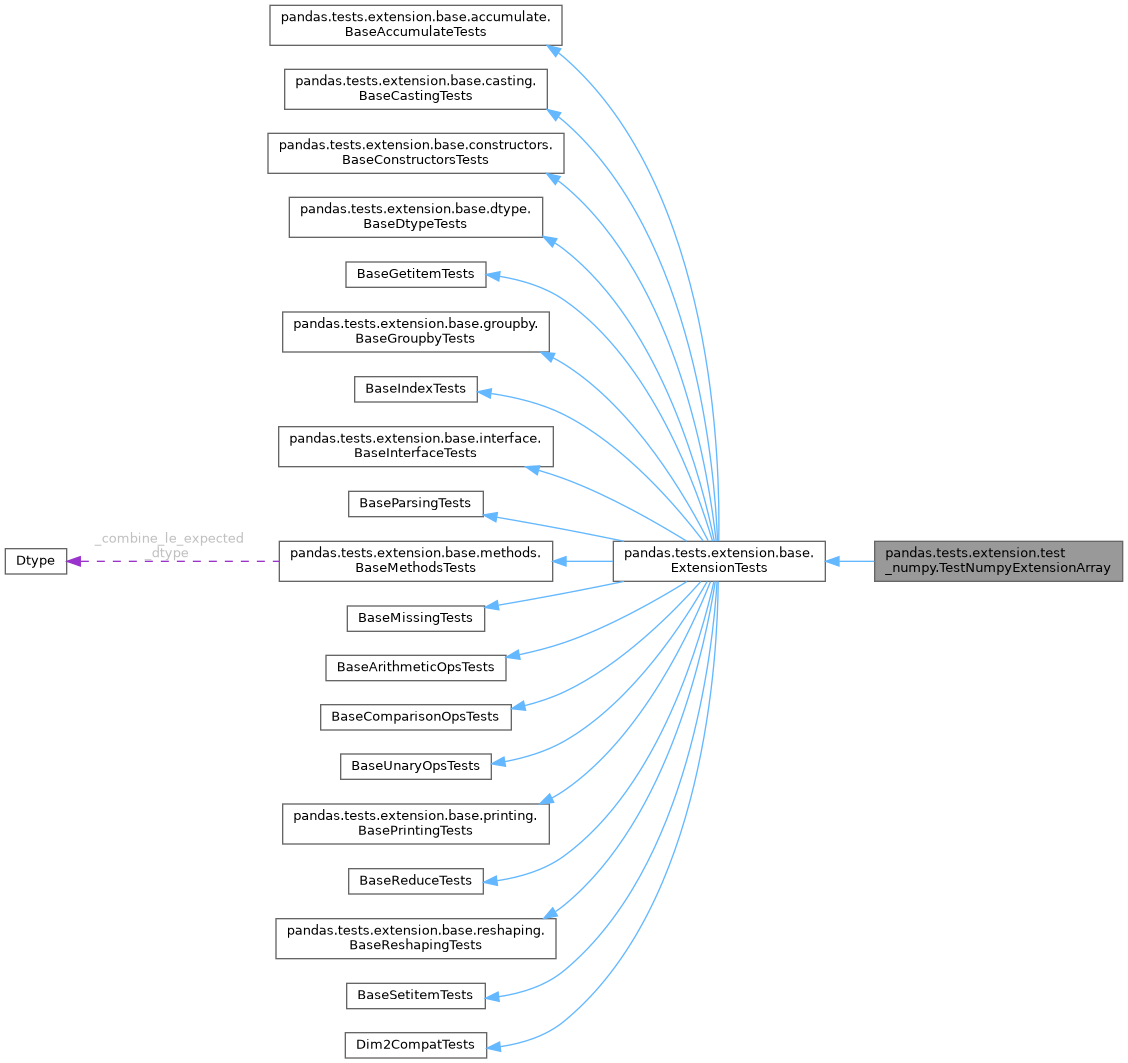 pandas.tests.extension.base.accumulate.
BaseAccumulateTests
pandas.tests.extension.base.casting.
BaseCastingTests
pandas.tests.extension.base.constructors.
BaseConstructorsTests
pandas.tests.extension.base.dtype.
BaseDtypeTests
BaseGetitemTests
pandas.tests.extension.base.groupby.
BaseGroupbyTests
BaseIndexTests
pandas.tests.extension.base.interface.
BaseInterfaceTests
BaseParsingTests
_combine_le_expected
_dtype
Dtype
pandas.tests.extension.base.methods.
BaseMethodsTests
pandas.tests.extension.base.
ExtensionTests
pandas.tests.extension.test
_numpy.TestNumpyExtensionArray
BaseMissingTests
BaseArithmeticOpsTests
BaseComparisonOpsTests
BaseUnaryOpsTests
pandas.tests.extension.base.printing.
BasePrintingTests
BaseReduceTests
pandas.tests.extension.base.reshaping.
BaseReshapingTests
BaseSetitemTests
Dim2CompatTests